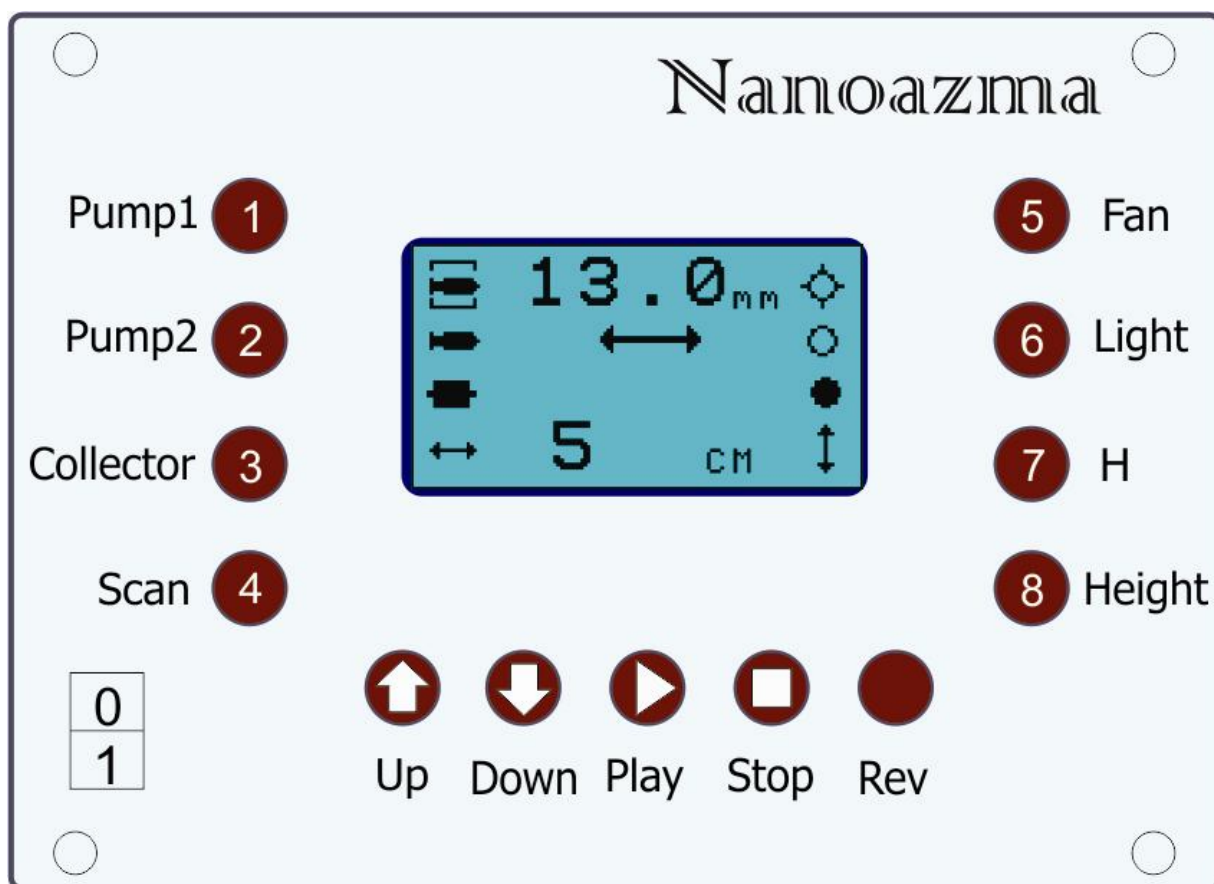 Nanoazma
Pump1 1
5 Fan
13.0mm
Pump2 2
6 Light
Collector 3
5 CM
7 H
Scan 4
8 Height
0
1
Up Down Play Stop Rev